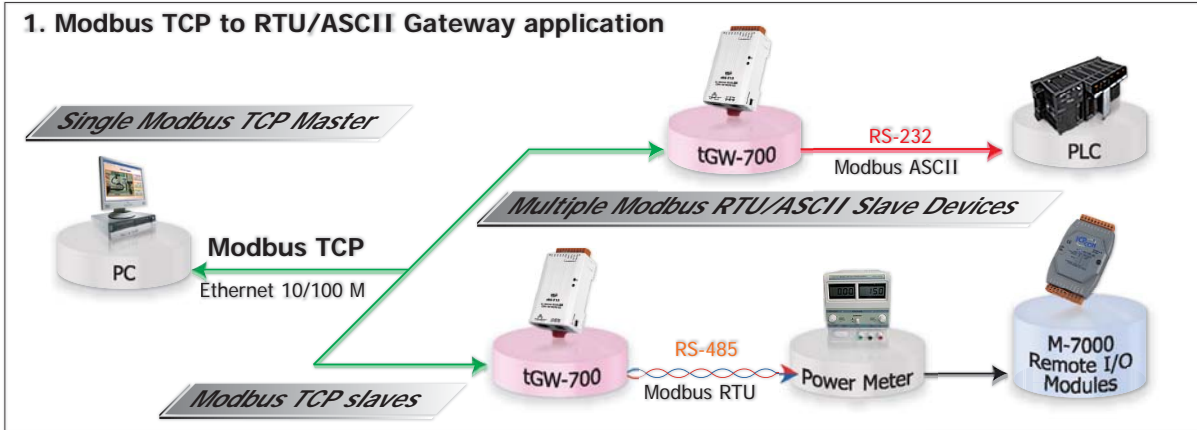 1. Modbus TCP to RTU/ASCII Gateway application
Single Modbus TCP Master
tGW-700
RS-232
Modbus ASCII
PLC
Multiple Modbus RTU/ASCII Slave Devices
PC
Modbus TCP
Ethernet 10/100 M
tGW-700
RS-485
Modbus RTU
Power Meter
M-7000
Remote I/O
Modules
Modbus TCP slaves